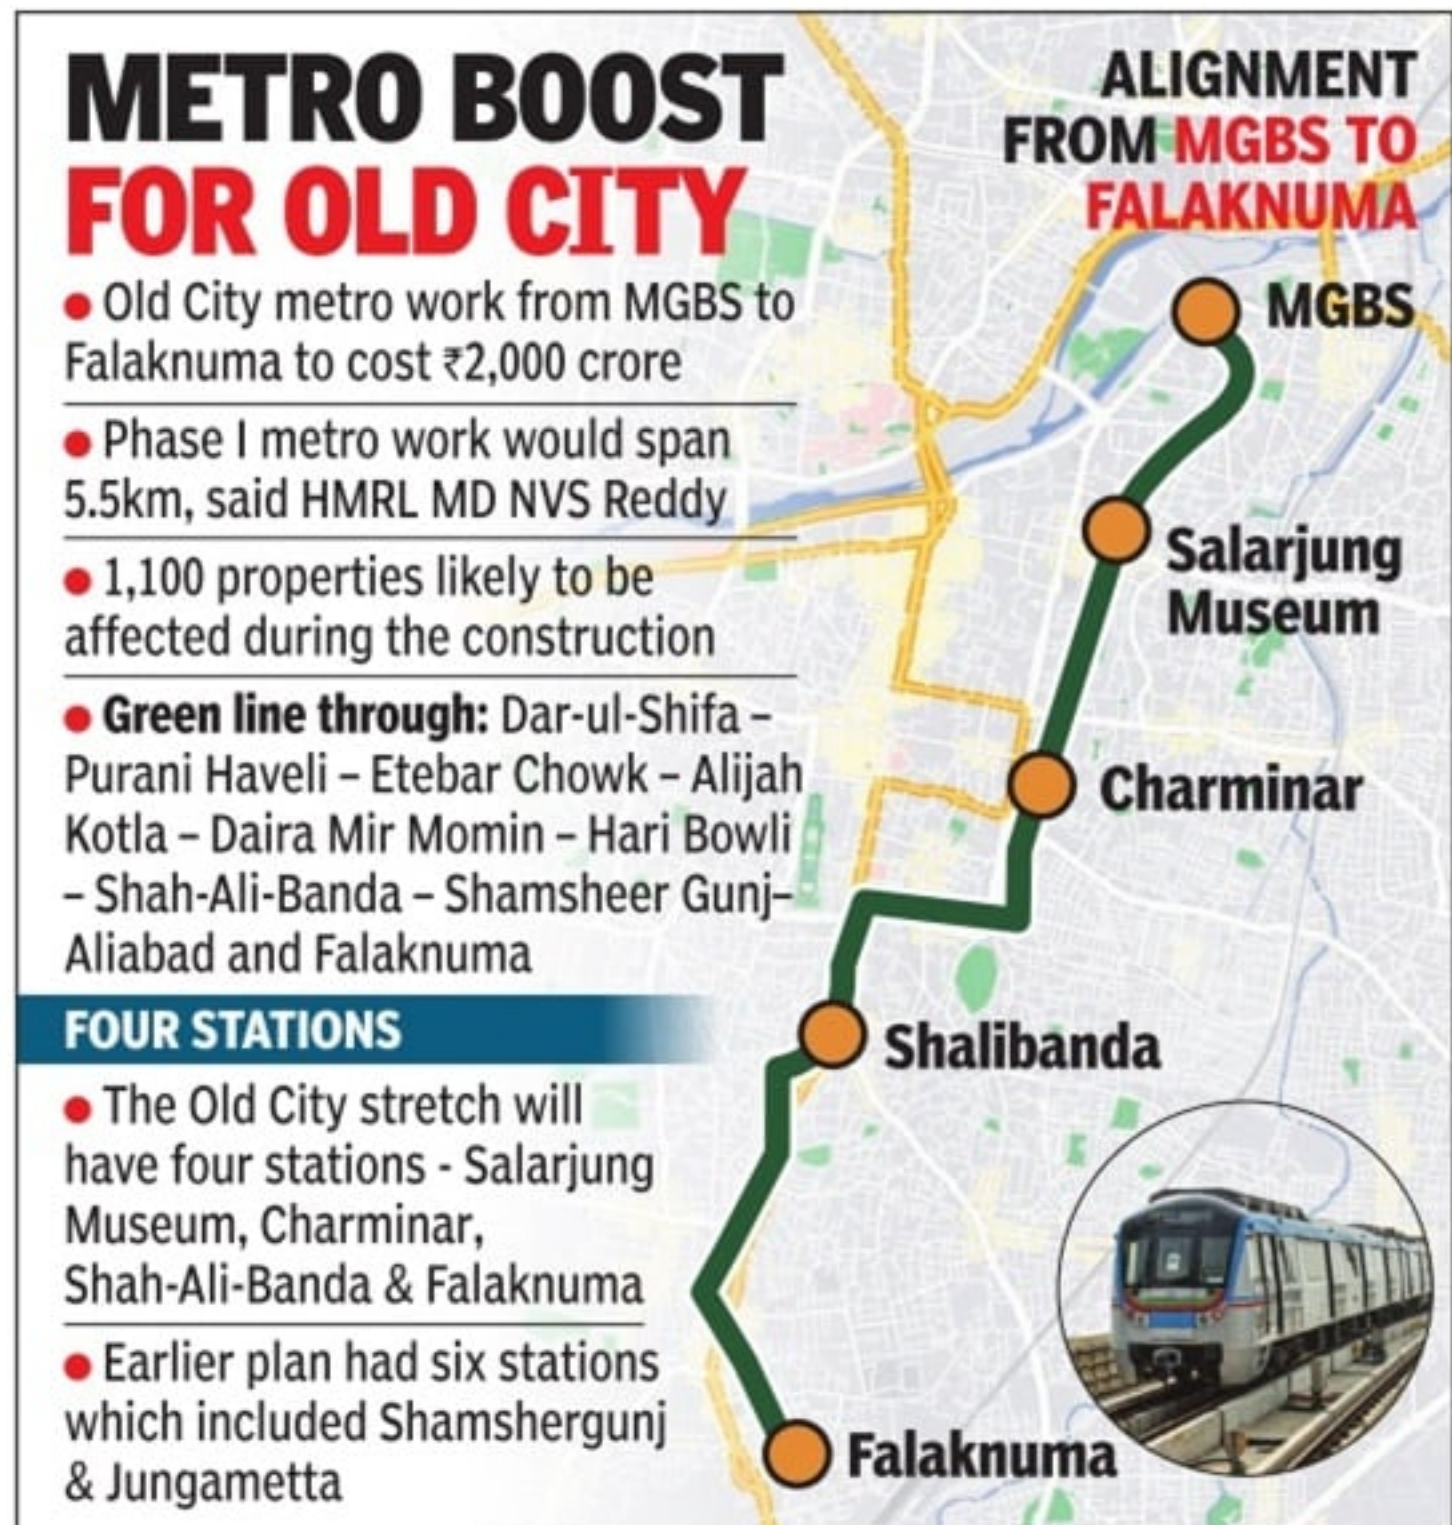 METRO BOOST
FOR OLD CITY
● Old City metro work from MGBS to
Falaknuma to cost ₹2,000 crore
● Phase I metro work would span
5.5km, said HMRL MD NVS Reddy
● 1,100 properties likely to be
affected during the construction
● Green line through: Dar-ul-Shifa –
Purani Haveli – Etebar Chowk – Alijah
Kotla – Daira Mir Momin – Hari Bowli
– Shah-Ali-Banda – Shamsheer Gunj–
Aliabad and Falaknuma
FOUR STATIONS
● The Old City stretch will
have four stations - Salarjung
Museum, Charminar,
Shah-Ali-Banda & Falaknuma
● Earlier plan had six stations
which included Shamshergunj
& Jungametta
ALIGNMENT
FROM MGBS TO
FALAKNUMA
MGBS
Salarjung
Museum
Charminar
Shalibanda
Falaknuma